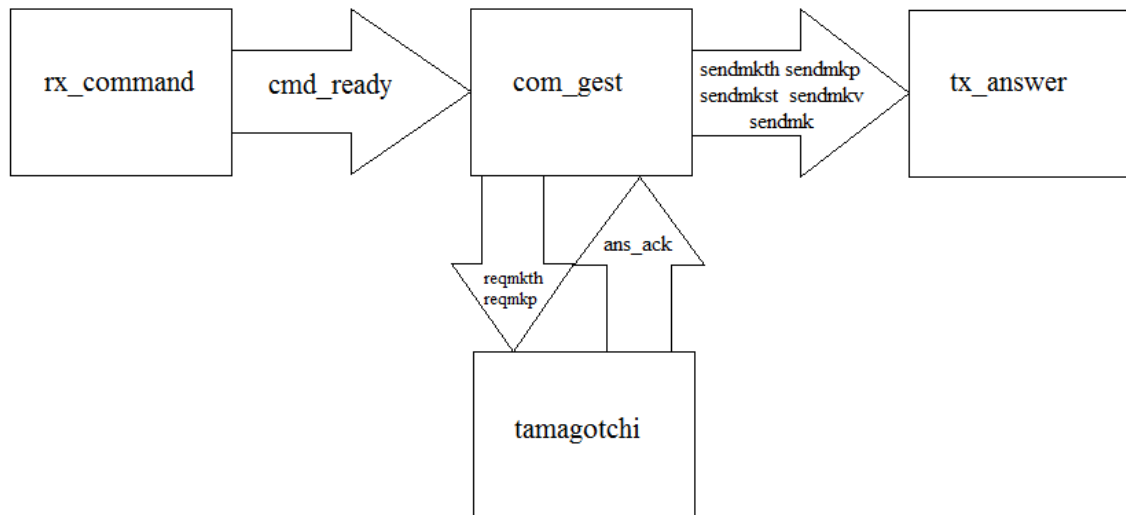 rx_command
cmd_ready
com_gest
sendmkth sendmkp
sendmkst sendmkv
sendmk
tx_answer
reqmkth
reqmkp
ans_ack
tamagotchi